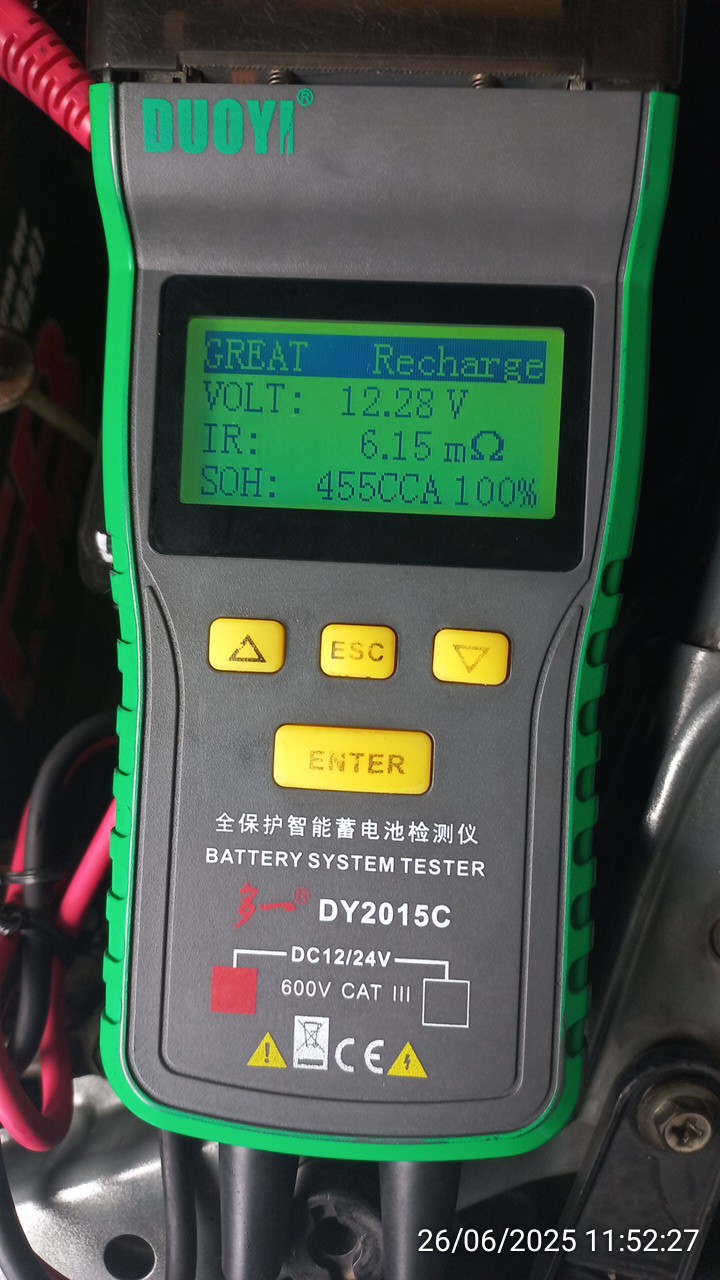 DUOYI®
GREAT Recharge
VOLT: 12.28 V
IR: 6.15 mΩ
SOH: 455CCA 100%
ESC
ENTER
全保护智能蓄电池检测仪
BATTERY SYSTEM TESTER
多一® DY2015C
DC12/24V
600V CAT III
CE
26/06/2025 11:52:27